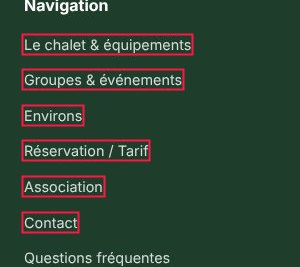 Navigation
Le chalet & équipements
Groupes & événements
Environs
Réservation / Tarif
Association
Contact
Questions fréquentes